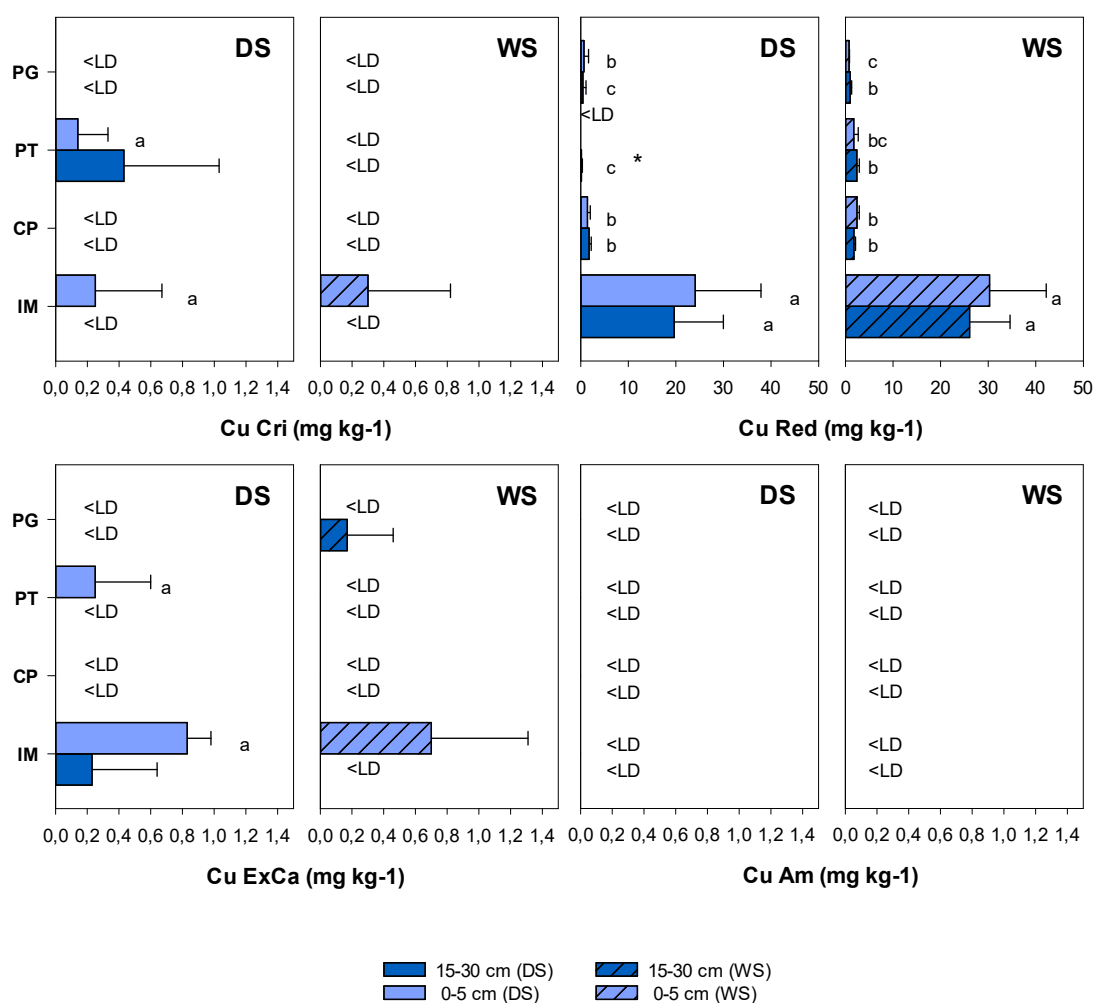 DS WS DS WS
PG <LD <LD b c
<LD <LD c b
<LD
PT a <LD bc
<LD c * b
CP <LD <LD b b
<LD <LD b b
IM a a a
<LD <LD a a
0,0 0,2 0,4 0,6 0,8 1,0 1,2 1,4 0,0 0,2 0,4 0,6 0,8 1,0 1,2 1,4 0 10 20 30 40 50 0 10 20 30 40 50
Cu Cri (mg kg-1) Cu Red (mg kg-1)
DS WS DS WS
PG <LD <LD <LD <LD
<LD <LD <LD
PT a <LD <LD <LD
<LD <LD <LD <LD
CP <LD <LD <LD <LD
<LD <LD <LD <LD
IM a <LD <LD
<LD <LD <LD
0,0 0,2 0,4 0,6 0,8 1,0 1,2 1,4 0,0 0,2 0,4 0,6 0,8 1,0 1,2 1,4 0,0 0,2 0,4 0,6 0,8 1,0 1,2 1,4 0,0 0,2 0,4 0,6 0,8 1,0 1,2 1,4
Cu ExCa (mg kg-1) Cu Am (mg kg-1)
15-30 cm (DS) 15-30 cm (WS)
0-5 cm (DS) 0-5 cm (WS)